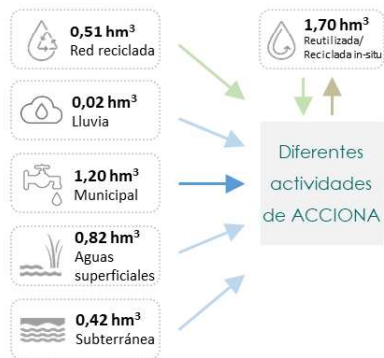 0,51 hm³
Red reciclada
0,02 hm³
Lluvia
1,20 hm³
Municipal
0,82 hm³
Aguas
superficiales
0,42 hm³
Subterránea
1,70 hm³
Reutilizada/
Reciclada in-situ
Diferentes
actividades
de ACCIONA